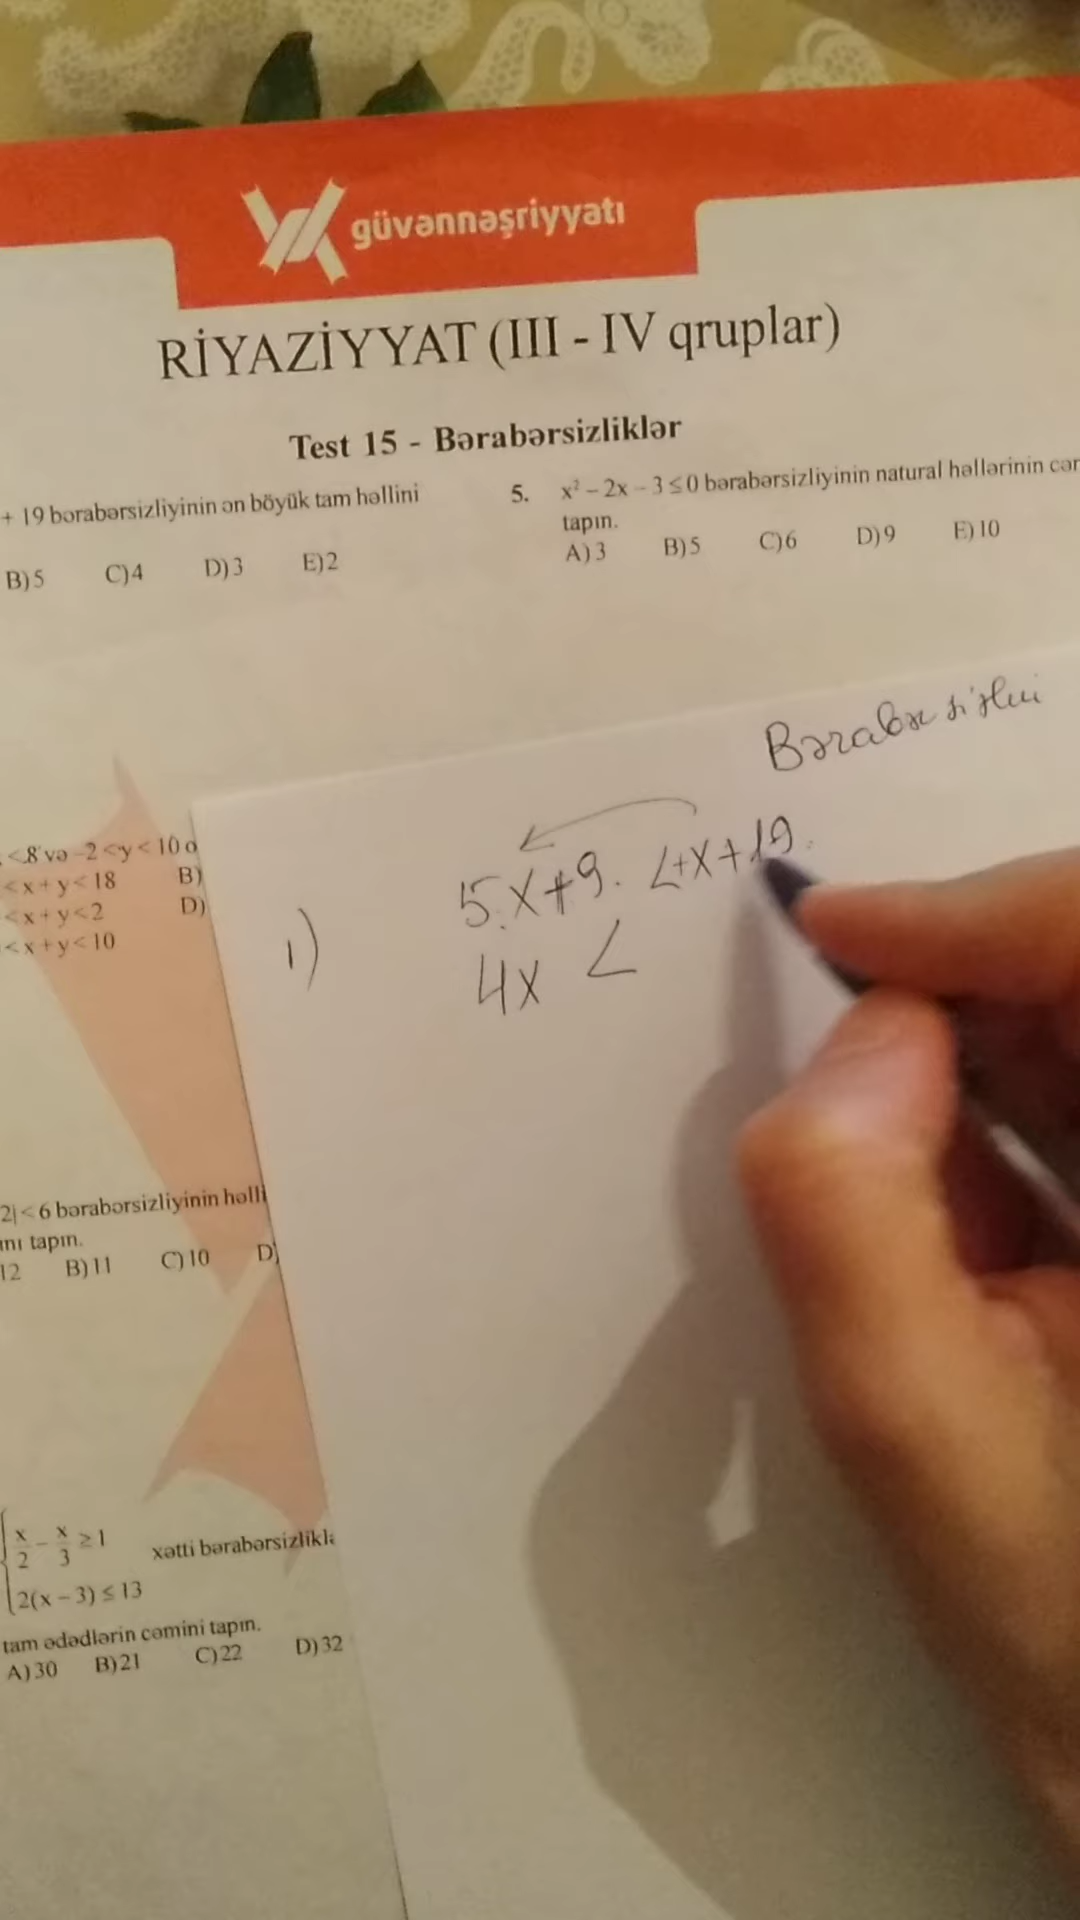 güvənnəşriyyatı
RİYAZİYYAT (III - IV qruplar)
Test 15 - Bərabərsizliklər
+ 19 bərabərsizliyinin ən böyük tam həllini
B) 5 C) 4 D) 3 E) 2
5. x² – 2x – 3 ≤ 0 bərabərsizliyinin natural həllərinin cəm
tapın.
A) 3 B) 5 C) 6 D) 9 E) 10
< 8 və -2 < y < 10 o
< x + y < 18 B)
< x + y < 2 D)
< x + y < 10
1) 5x + 9 < +x + 19
4x <
2| < 6 bərabərsizliyinin həlli
ını tapın.
12 B) 11 C) 10 D)
x/2 – x/3 ≥ 1
xətti bərabərsizliklə
2(x – 3) ≤ 13
tam ədədlərin cəmini tapın.
A) 30 B) 21 C) 22 D) 32